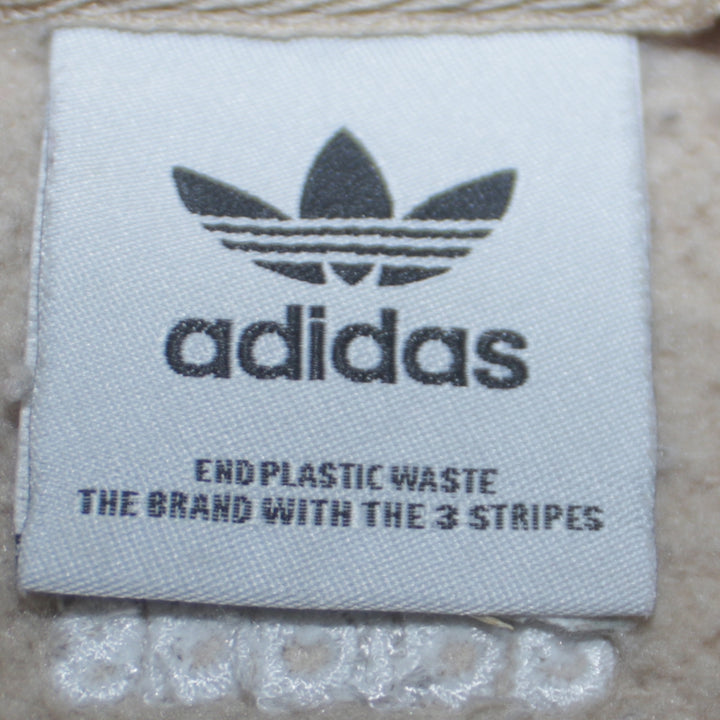 adidas
END PLASTIC WASTE
THE BRAND WITH THE 3 STRIPES